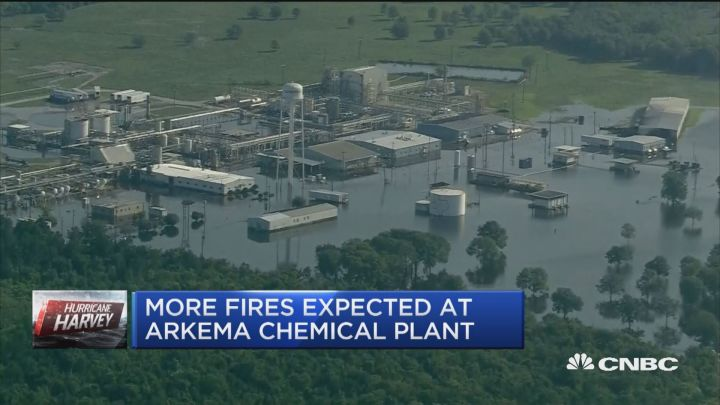 HURRICANE
HARVEY
MORE FIRES EXPECTED AT
ARKEMA CHEMICAL PLANT
CNBC